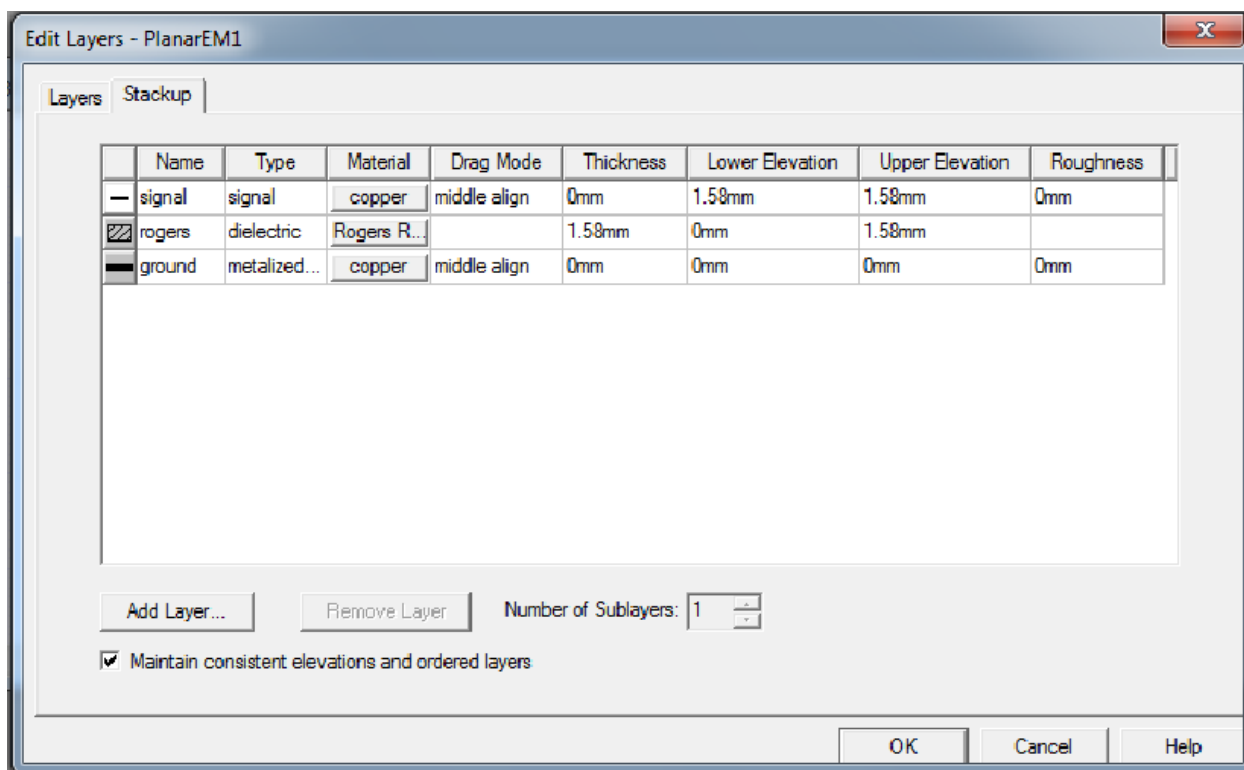 Edit Layers - PlanarEM1
Layers Stackup
Name Type Material Drag Mode Thickness Lower Elevation Upper Elevation Roughness
signal signal copper middle align 0mm 1.58mm 1.58mm 0mm
rogers dielectric Rogers R... 1.58mm 0mm 1.58mm
ground metalized... copper middle align 0mm 0mm 0mm 0mm
Add Layer... Remove Layer Number of Sublayers: 1
Maintain consistent elevations and ordered layers
OK Cancel Help